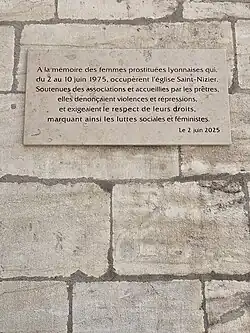 À la mémoire des femmes prostituées lyonnaises qui,
du 2 au 10 juin 1975, occupèrent l'église Saint-Nizier.
Soutenues des associations et accueillies par les prêtres,
elles dénonçaient violences et répressions,
et exigeaient le respect de leurs droits,
marquant ainsi les luttes sociales et féministes.
Le 2 juin 2025